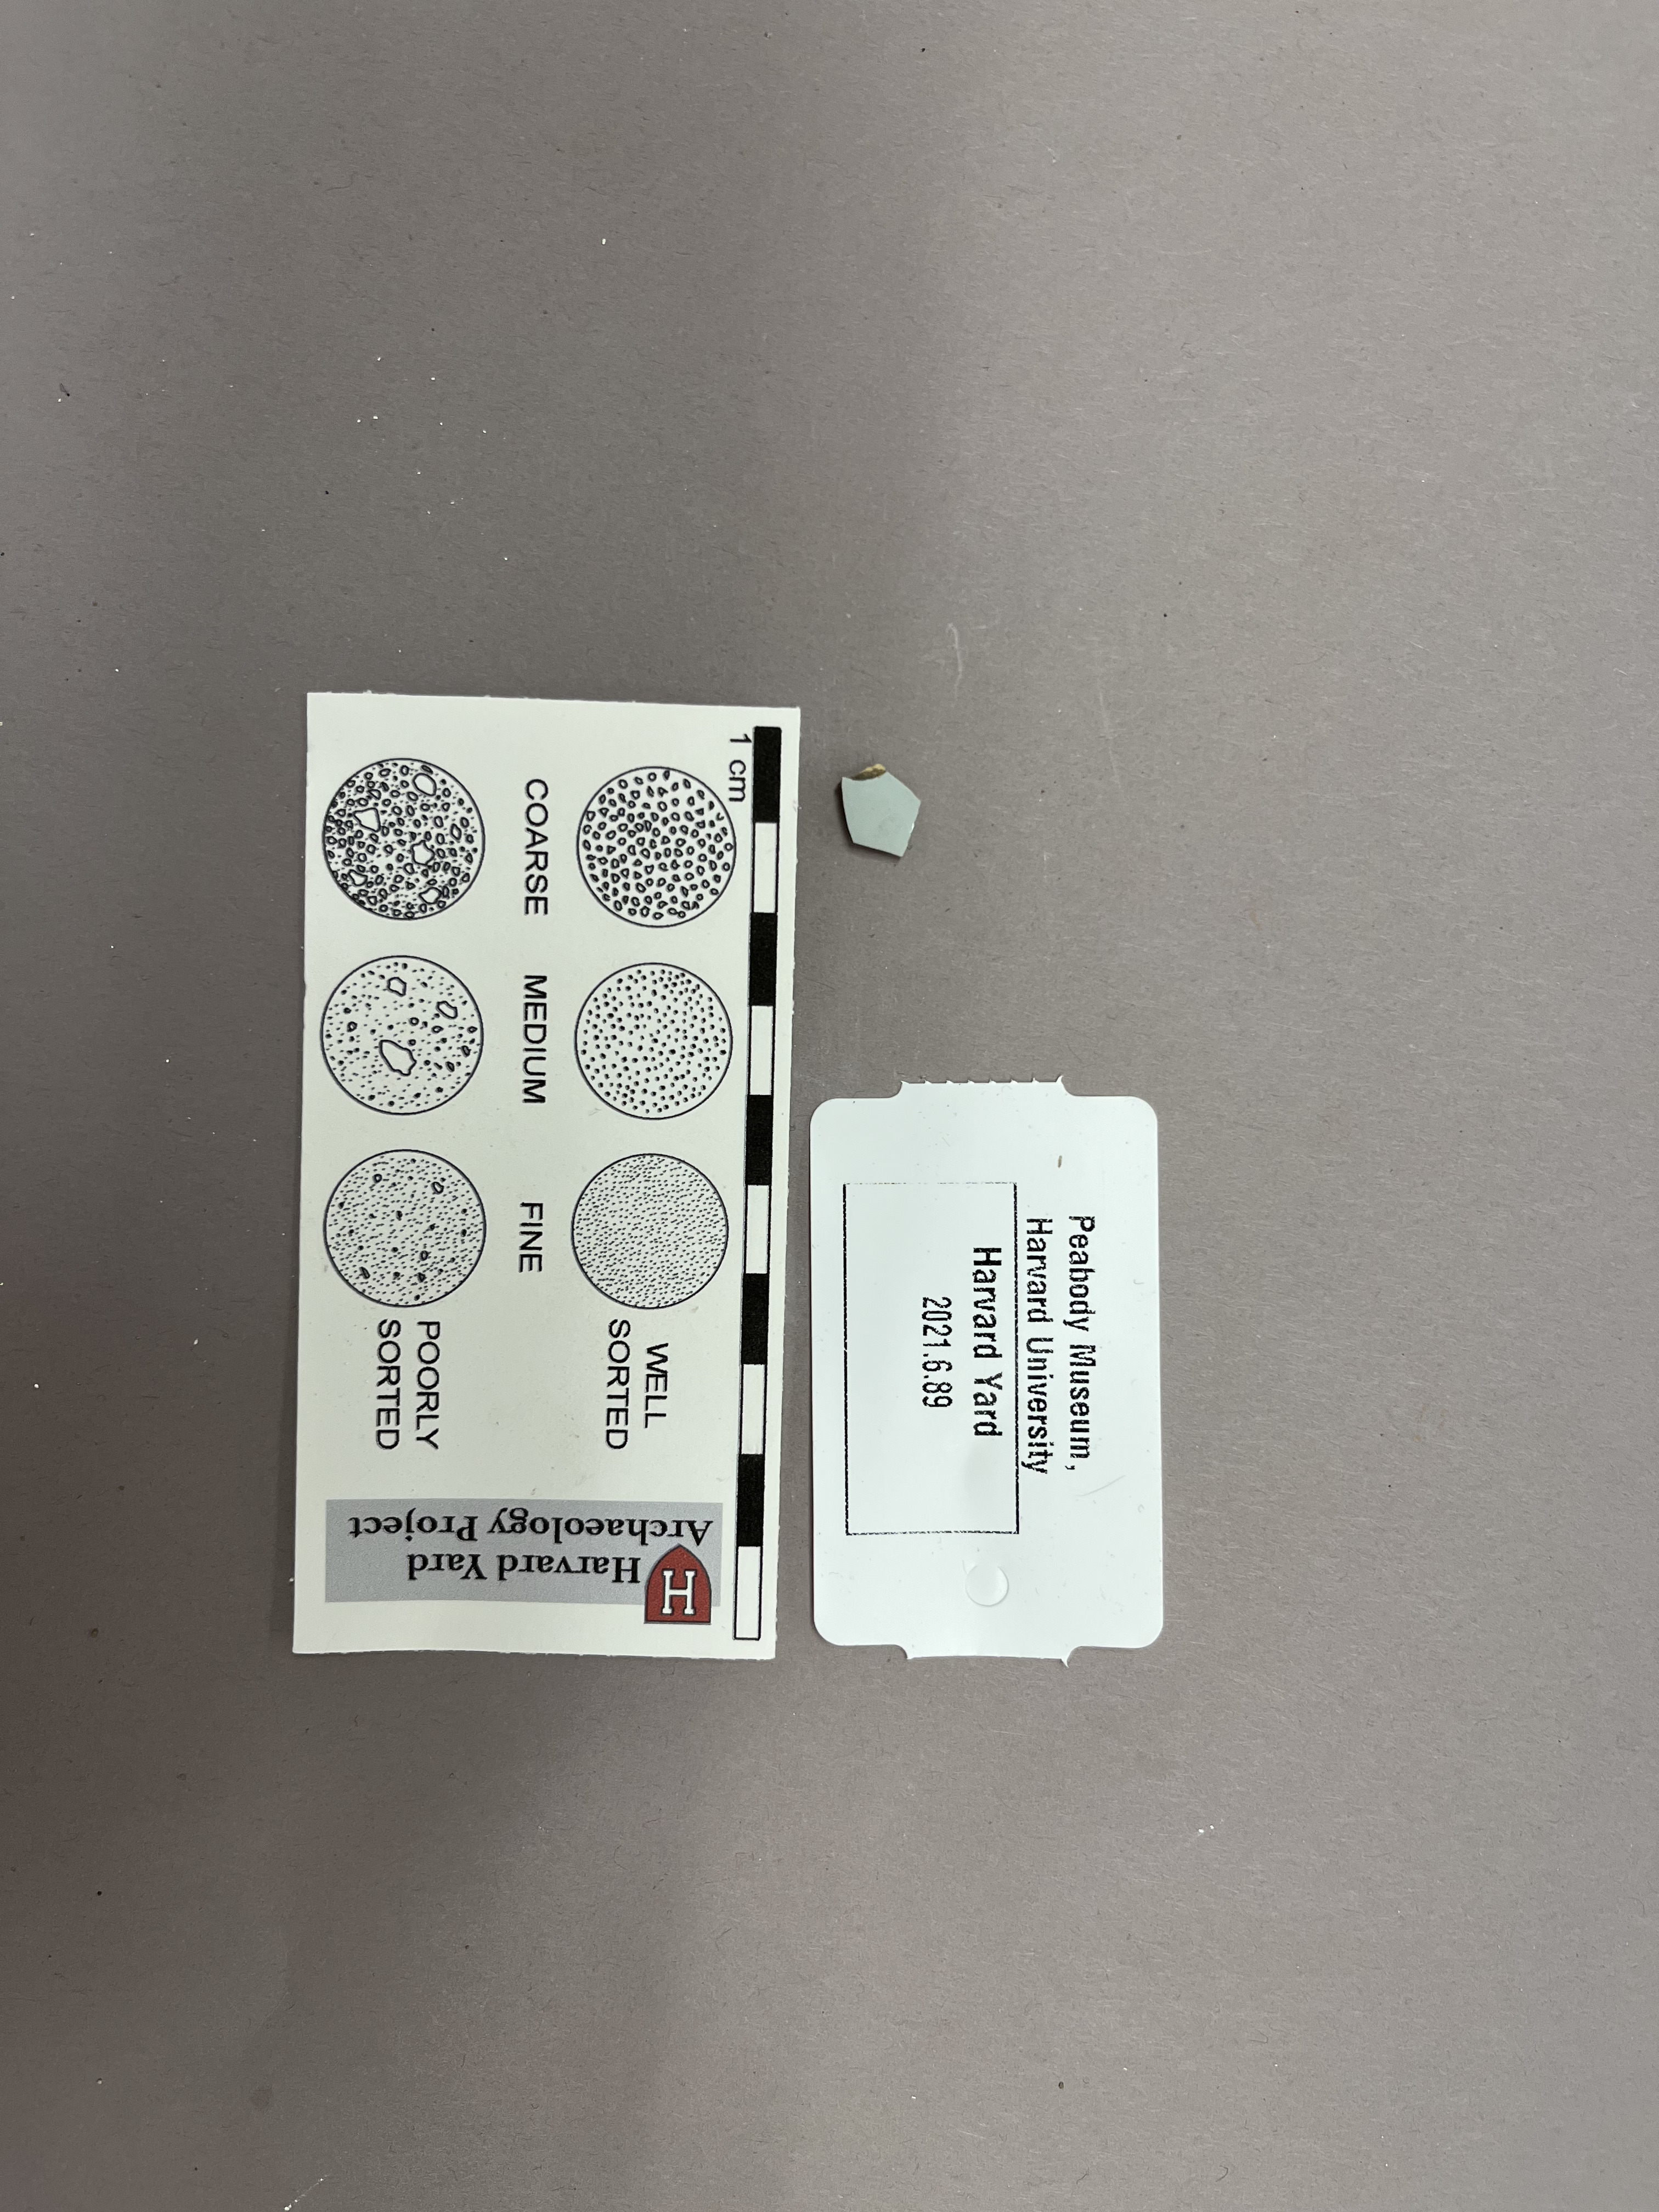 1 cm
COARSE
MEDIUM
FINE
WELL
SORTED
POORLY
SORTED
Harvard Yard
Archaeology Project
H
Peabody Museum,
Harvard University
Harvard Yard
2021.6.89